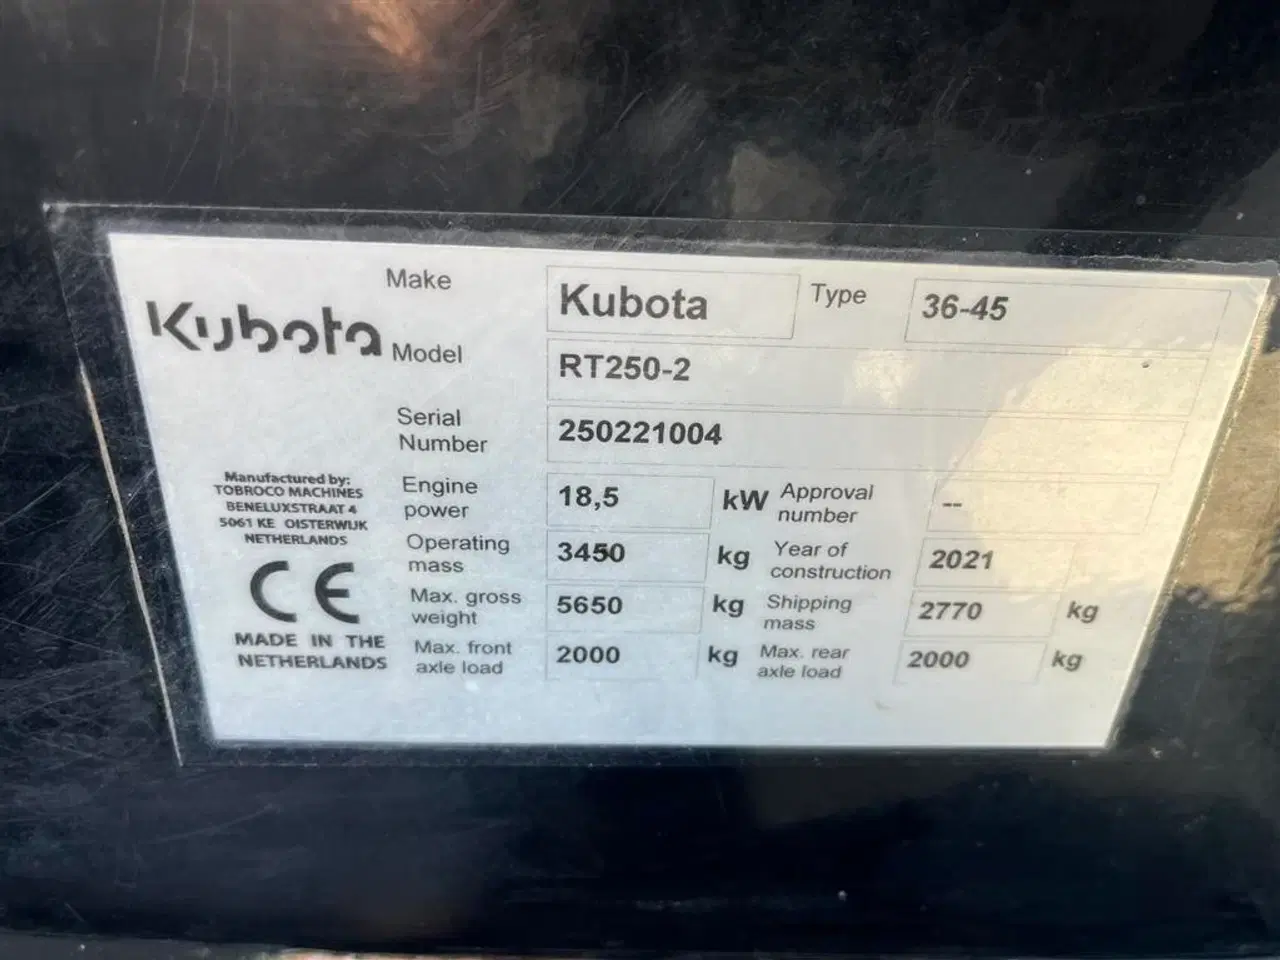 Kubota
Make Kubota Type 36-45
Model RT250-2
Serial Number 250221004
Manufactured by:
TOBROCO MACHINES
BENELUXSTRAAT 4
5061 KE OISTERWIJK
NETHERLANDS
CE
MADE IN THE
NETHERLANDS
Engine power 18,5 kW Approval number --
Operating mass 3450 kg Year of construction 2021
Max. gross weight 5650 kg Shipping mass 2770 kg
Max. front axle load 2000 kg Max. rear axle load 2000 kg